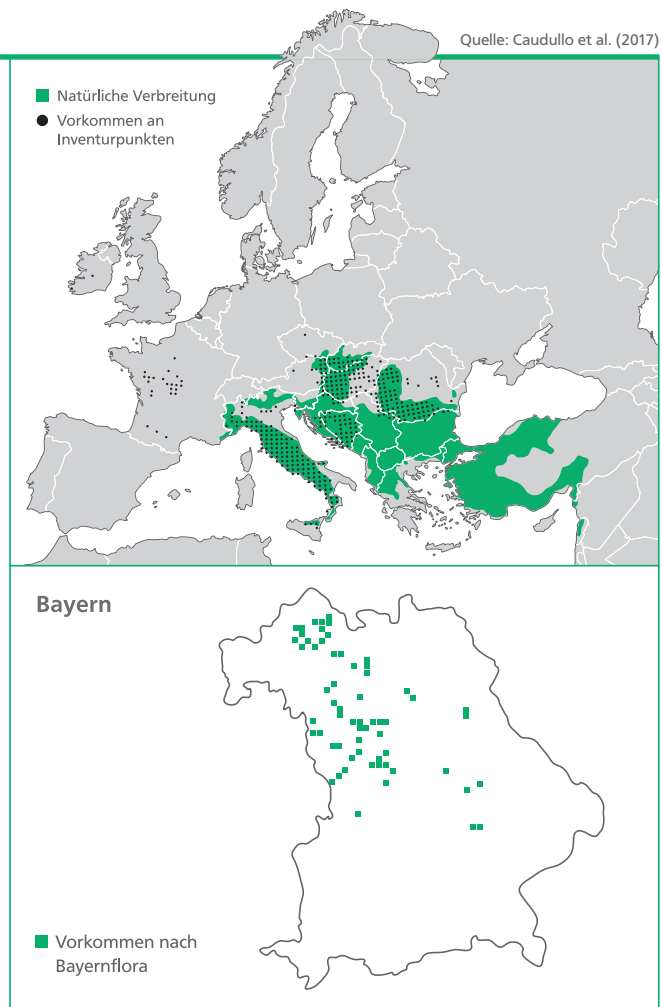 Quelle: Caudullo et al. (2017)
Natürliche Verbreitung
Vorkommen an
Inventurpunkten
Bayern
Vorkommen nach
Bayernflora